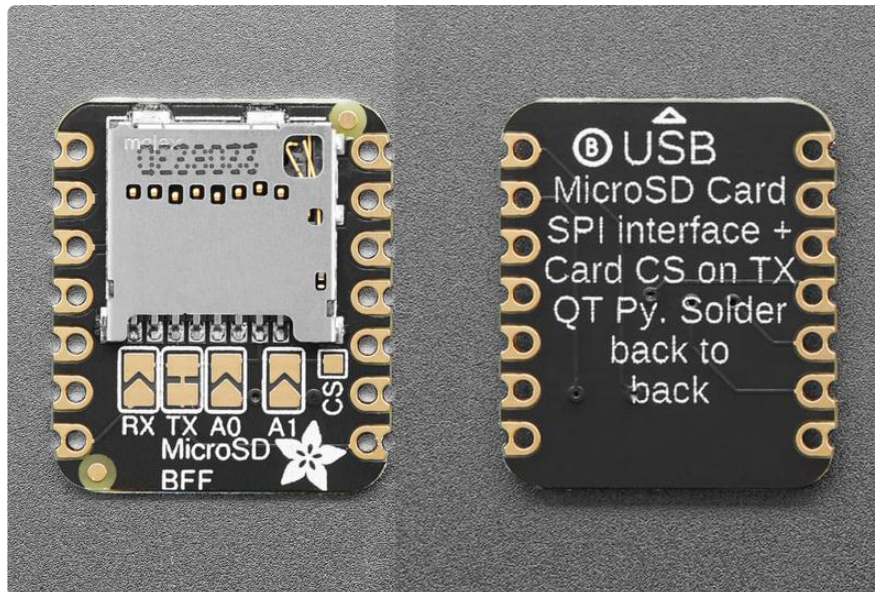 molex
RX TX A0 A1
CS
MicroSD
BFF
B USB
MicroSD Card
SPI interface +
Card CS on TX
QT Py. Solder
back to
back